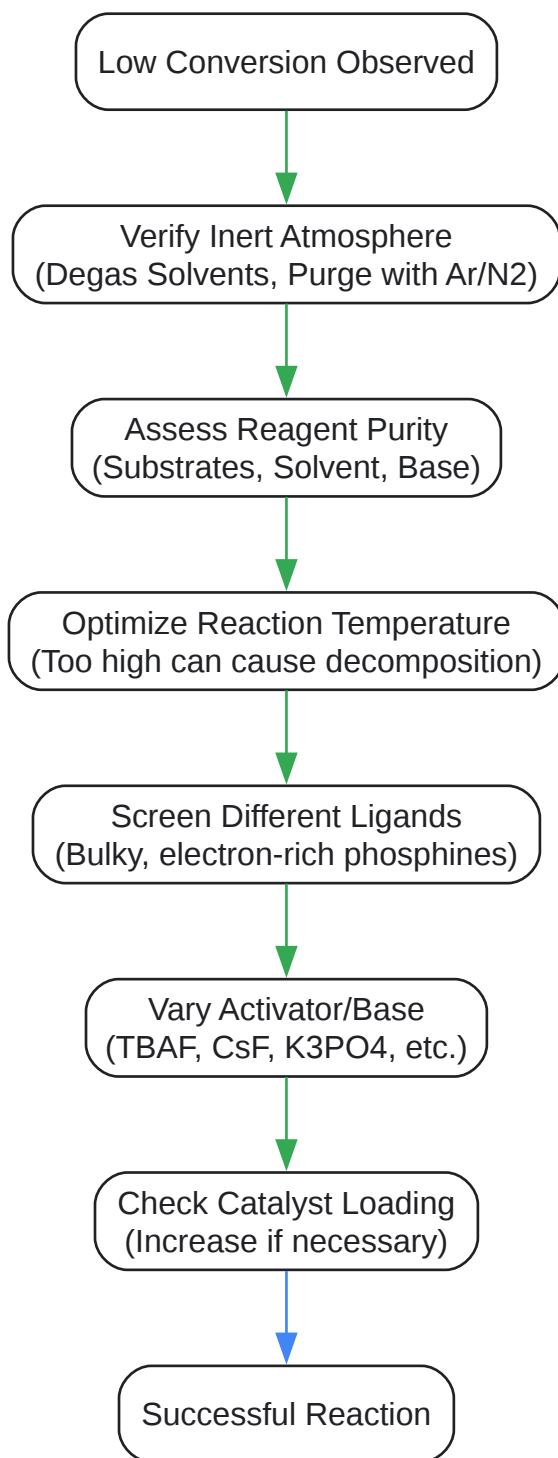 Low Conversion Observed
Verify Inert Atmosphere
(Degas Solvents, Purge with Ar/N2)
Assess Reagent Purity
(Substrates, Solvent, Base)
Optimize Reaction Temperature
(Too high can cause decomposition)
Screen Different Ligands
(Bulky, electron-rich phosphines)
Vary Activator/Base
(TBAF, CsF, K3PO4, etc.)
Check Catalyst Loading
(Increase if necessary)
Successful Reaction